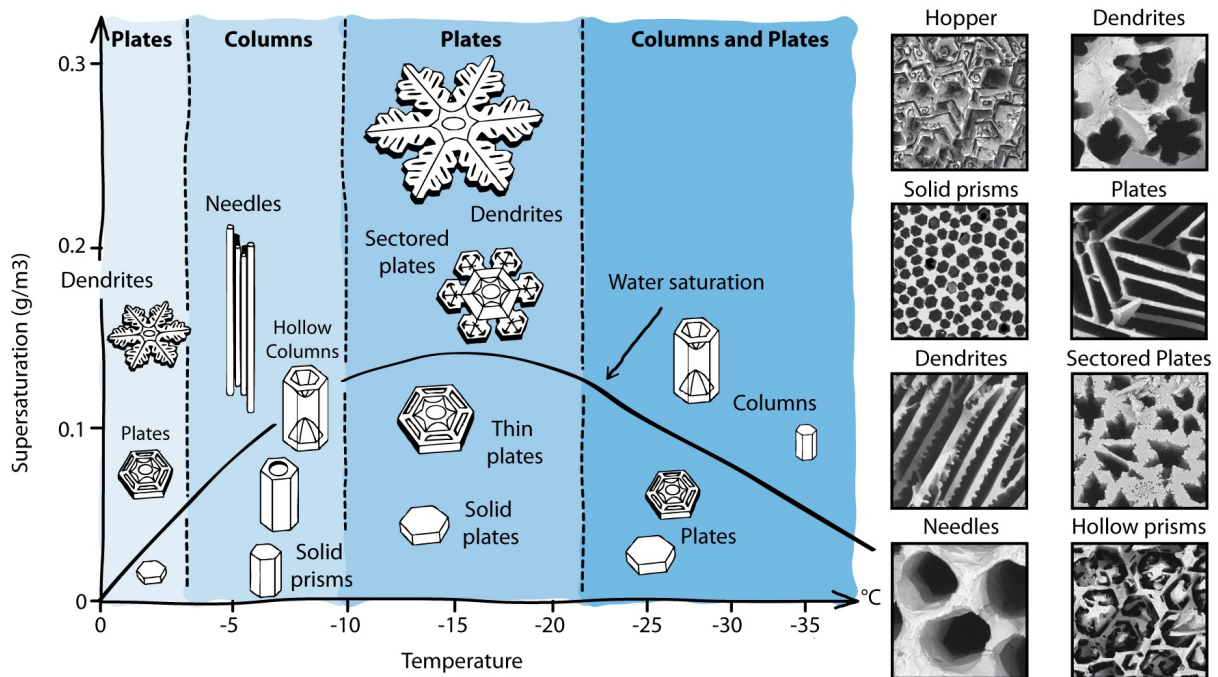 Plates
Columns
Plates
Columns and Plates
Supersaturation (g/m3)
0.3
0.2
0.1
0
Dendrites
Plates
Needles
Hollow
Columns
Solid
prisms
Dendrites
Sectored
plates
Thin
plates
Solid
plates
Water saturation
Columns
Plates
0
-5
-10
-15
-20
-25
-30
-35
°C
Temperature
Hopper
Dendrites
Solid prisms
Plates
Dendrites
Sectored Plates
Needles
Hollow prisms